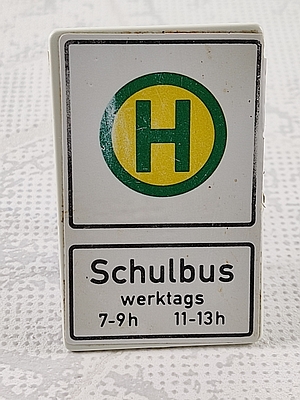 H
Schulbus
werktags
7-9h 11-13h